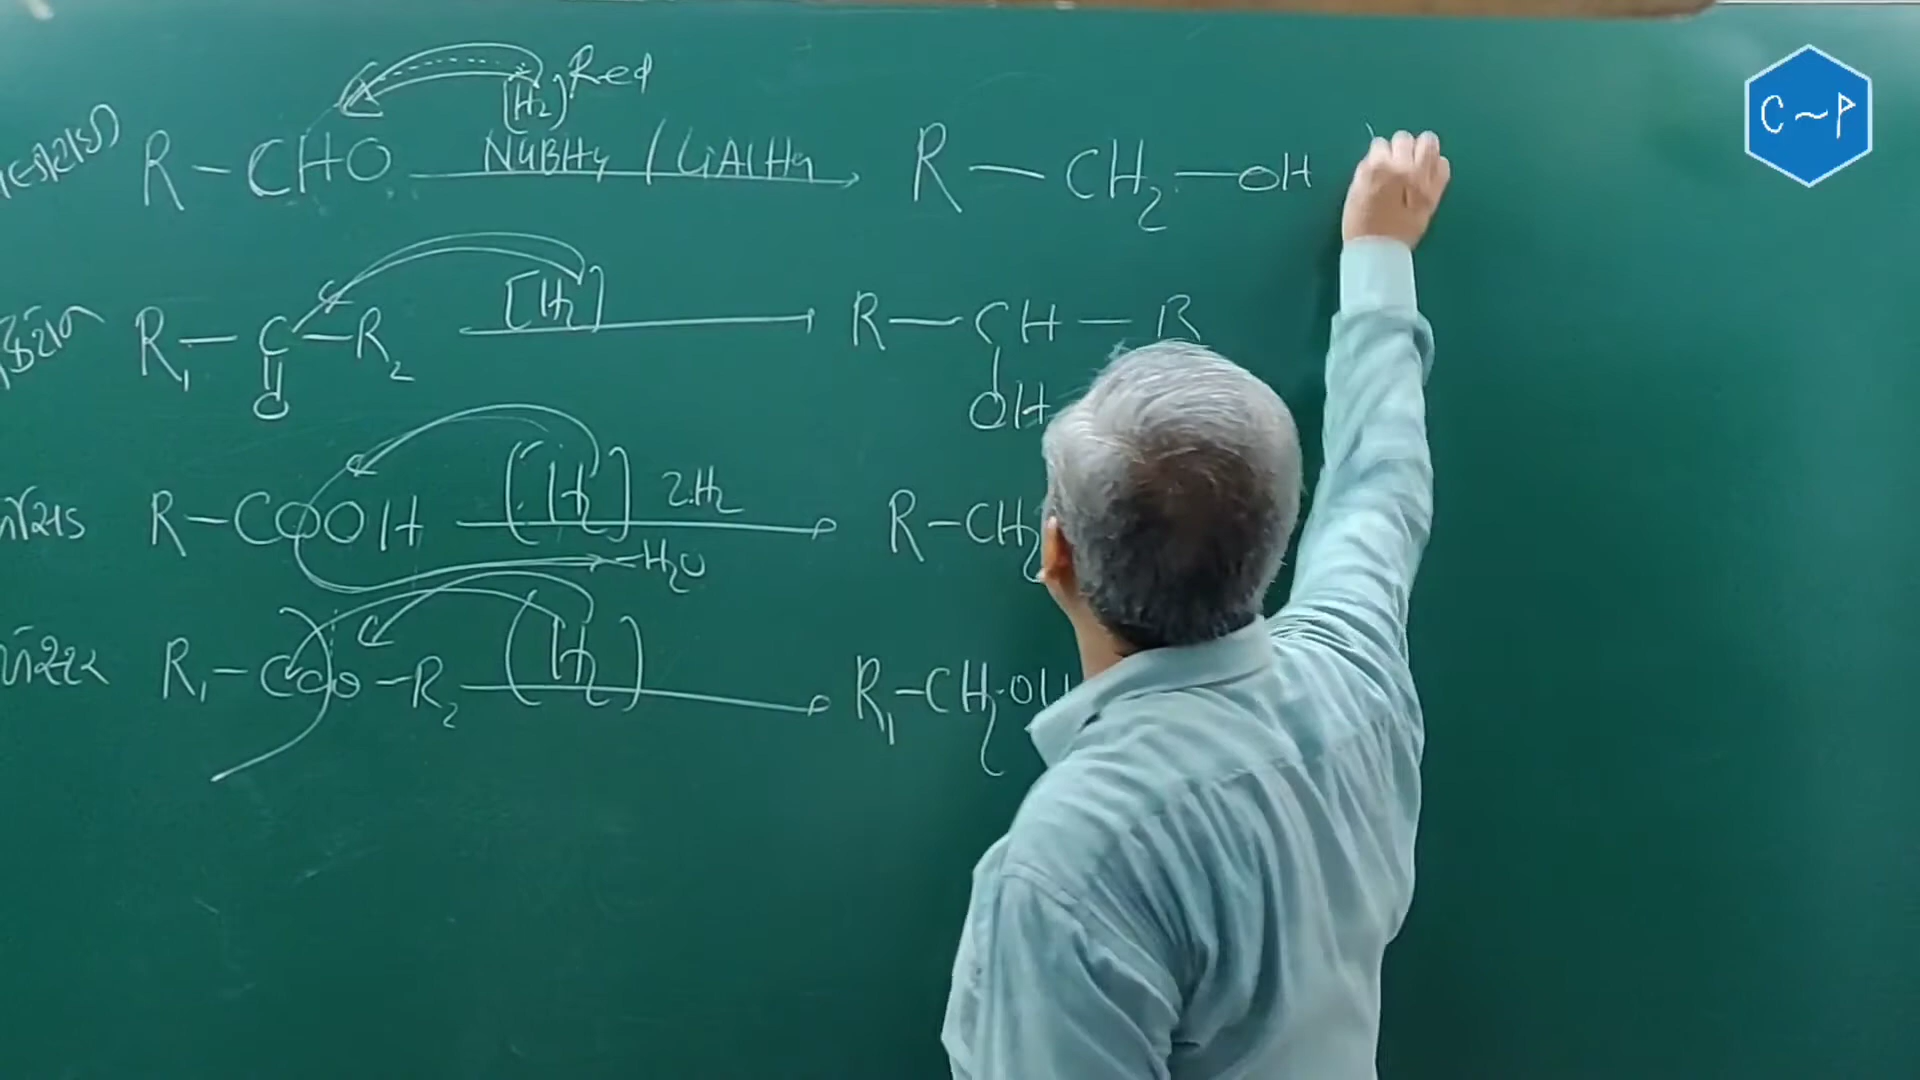 [H₂] Red
R-CHO NaBH4 / LiAlH4 → R-CH₂-OH
C~P
R₁-C-R₂ [H₂] → R-CH-R
O OH
R-COOH [H₂] 2H₂ → R-CH₂
-H₂O
R₁-COO-R₂ [H₂] → R₁-CH₂-OH